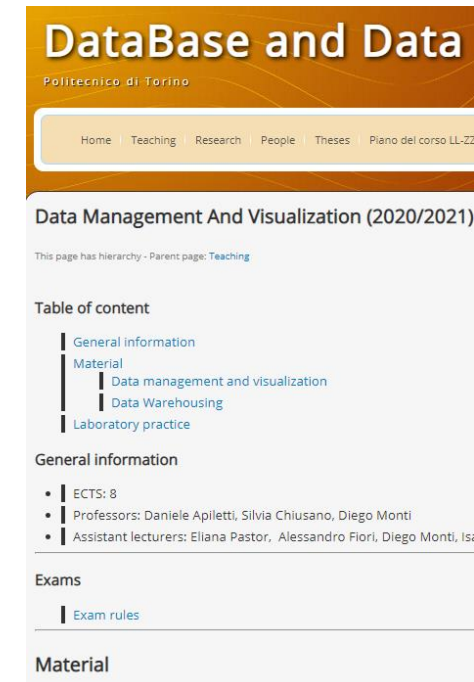 DataBase and Data
Politecnico di Torino
Home Teaching Research People Theses Piano del corso LL-ZZ
Data Management And Visualization (2020/2021)
This page has hierarchy - Parent page: Teaching
Table of content
General information
Material
Data management and visualization
Data Warehousing
Laboratory practice
General information
• ECTS: 8
• Professors: Daniele Apiletti, Silvia Chiusano, Diego Monti
• Assistant lecturers: Eliana Pastor, Alessandro Fiori, Diego Monti, Isa
Exams
Exam rules
Material